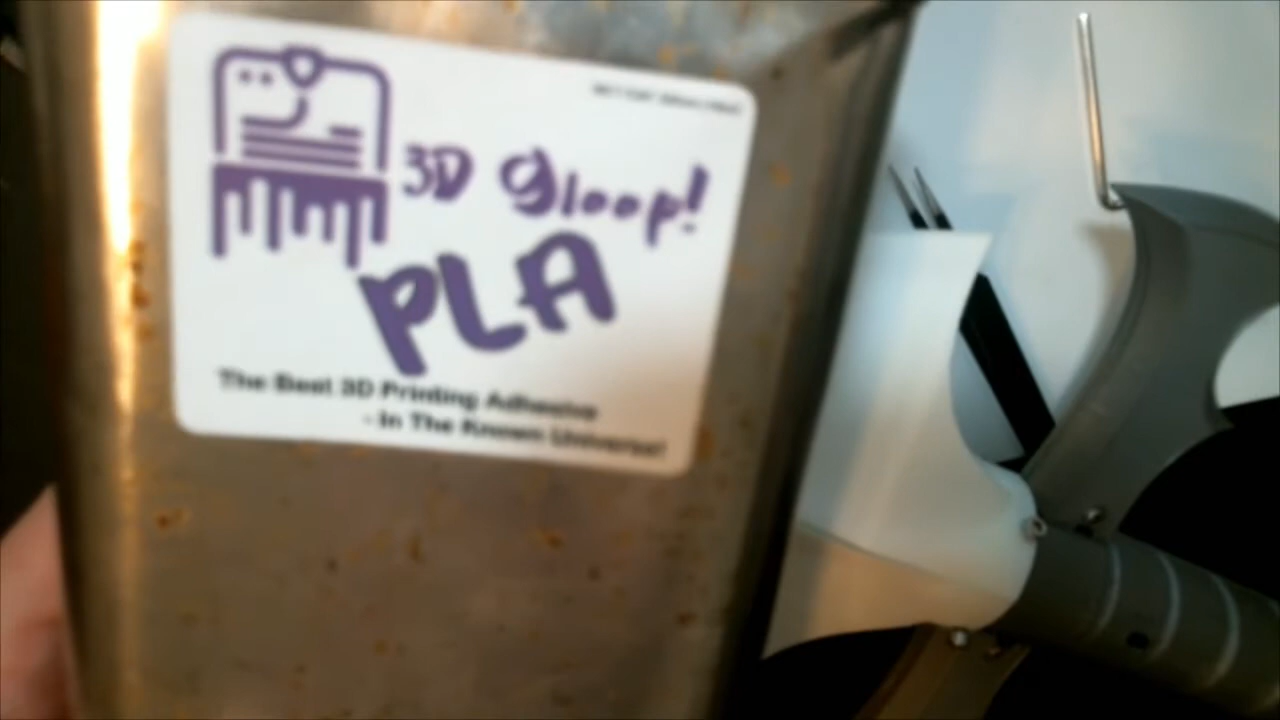 3D Gloop!
PLA
The Best 3D Printing Adhesive
- In The Known Universe!